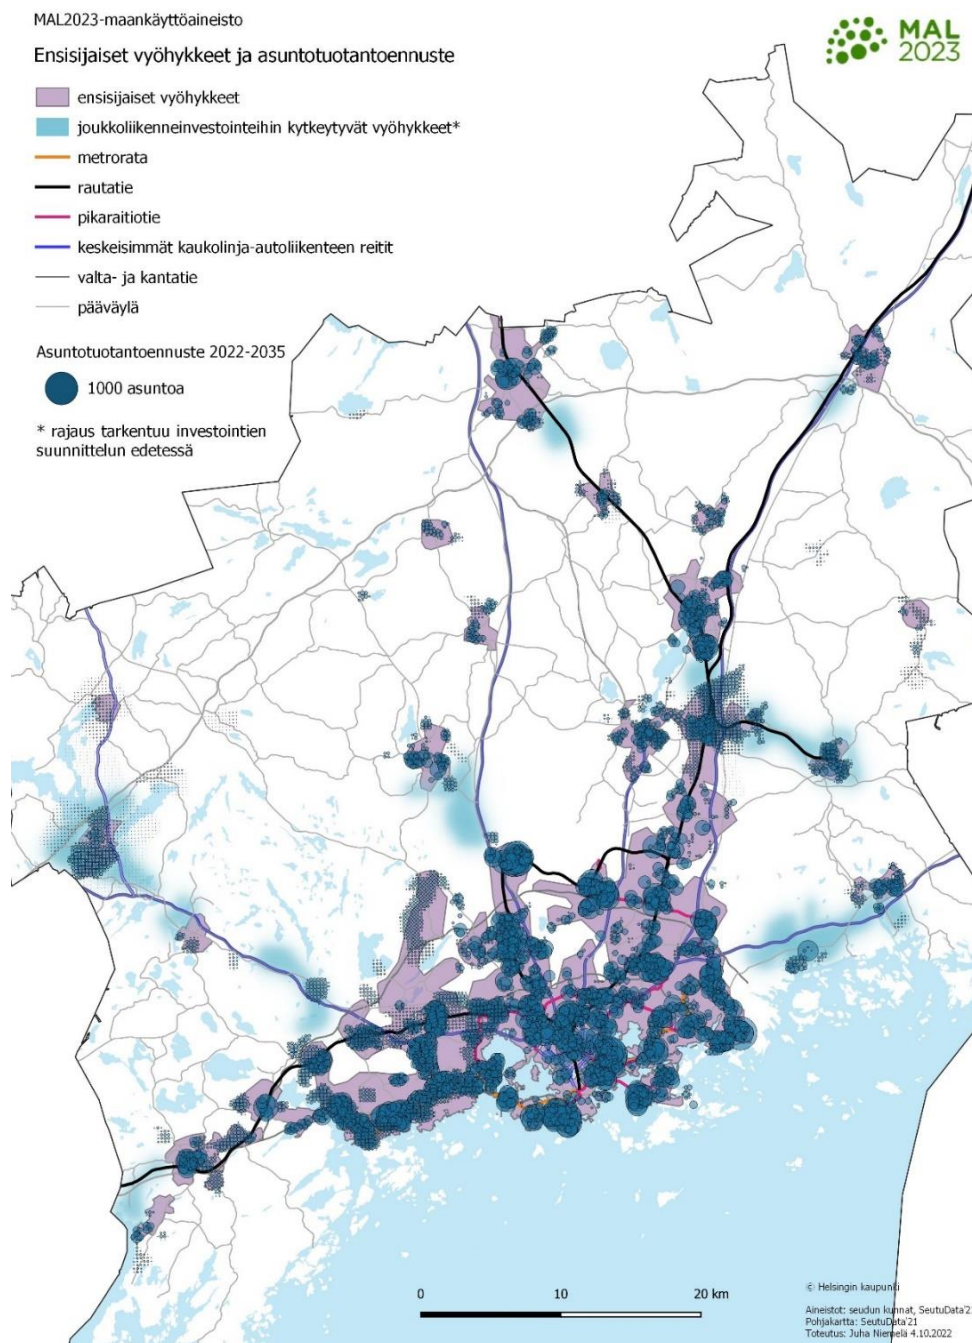 MAL2023-maankäyttöaineisto
Ensisijaiset vyöhykkeet ja asuntotuotantoennuste
MAL
2023
ensisijaiset vyöhykkeet
joukkoliikenneinvestointeihin kytkeytyvät vyöhykkeet*
metrorata
rautatie
pikaraitiotie
keskeisimmät kaukolinja-autoliikenteen reitit
valta- ja kantatie
pääväylä
Asuntotuotantoennuste 2022-2035
1000 asuntoa
* rajaus tarkentuu investointien
suunnittelun edetessä
0 10 20 km
© Helsingin kaupunki
Aineistot: seudun kunnat, SeutuData'2
Pohjakartta: SeutuData'21
Toteutus: Juha Niemelä 4.10.2022